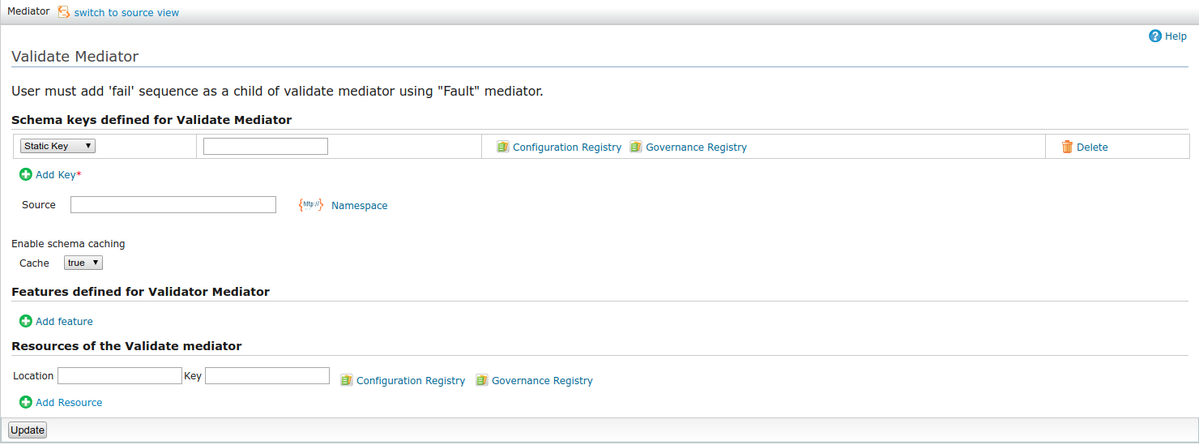 Mediator switch to source view
Help
Validate Mediator
User must add 'fail' sequence as a child of validate mediator using "Fault" mediator.
Schema keys defined for Validate Mediator
Static Key Configuration Registry Governance Registry Delete
Add Key*
Source {http://} Namespace
Enable schema caching
Cache true
Features defined for Validator Mediator
Add feature
Resources of the Validate mediator
Location Key Configuration Registry Governance Registry
Add Resource
Update